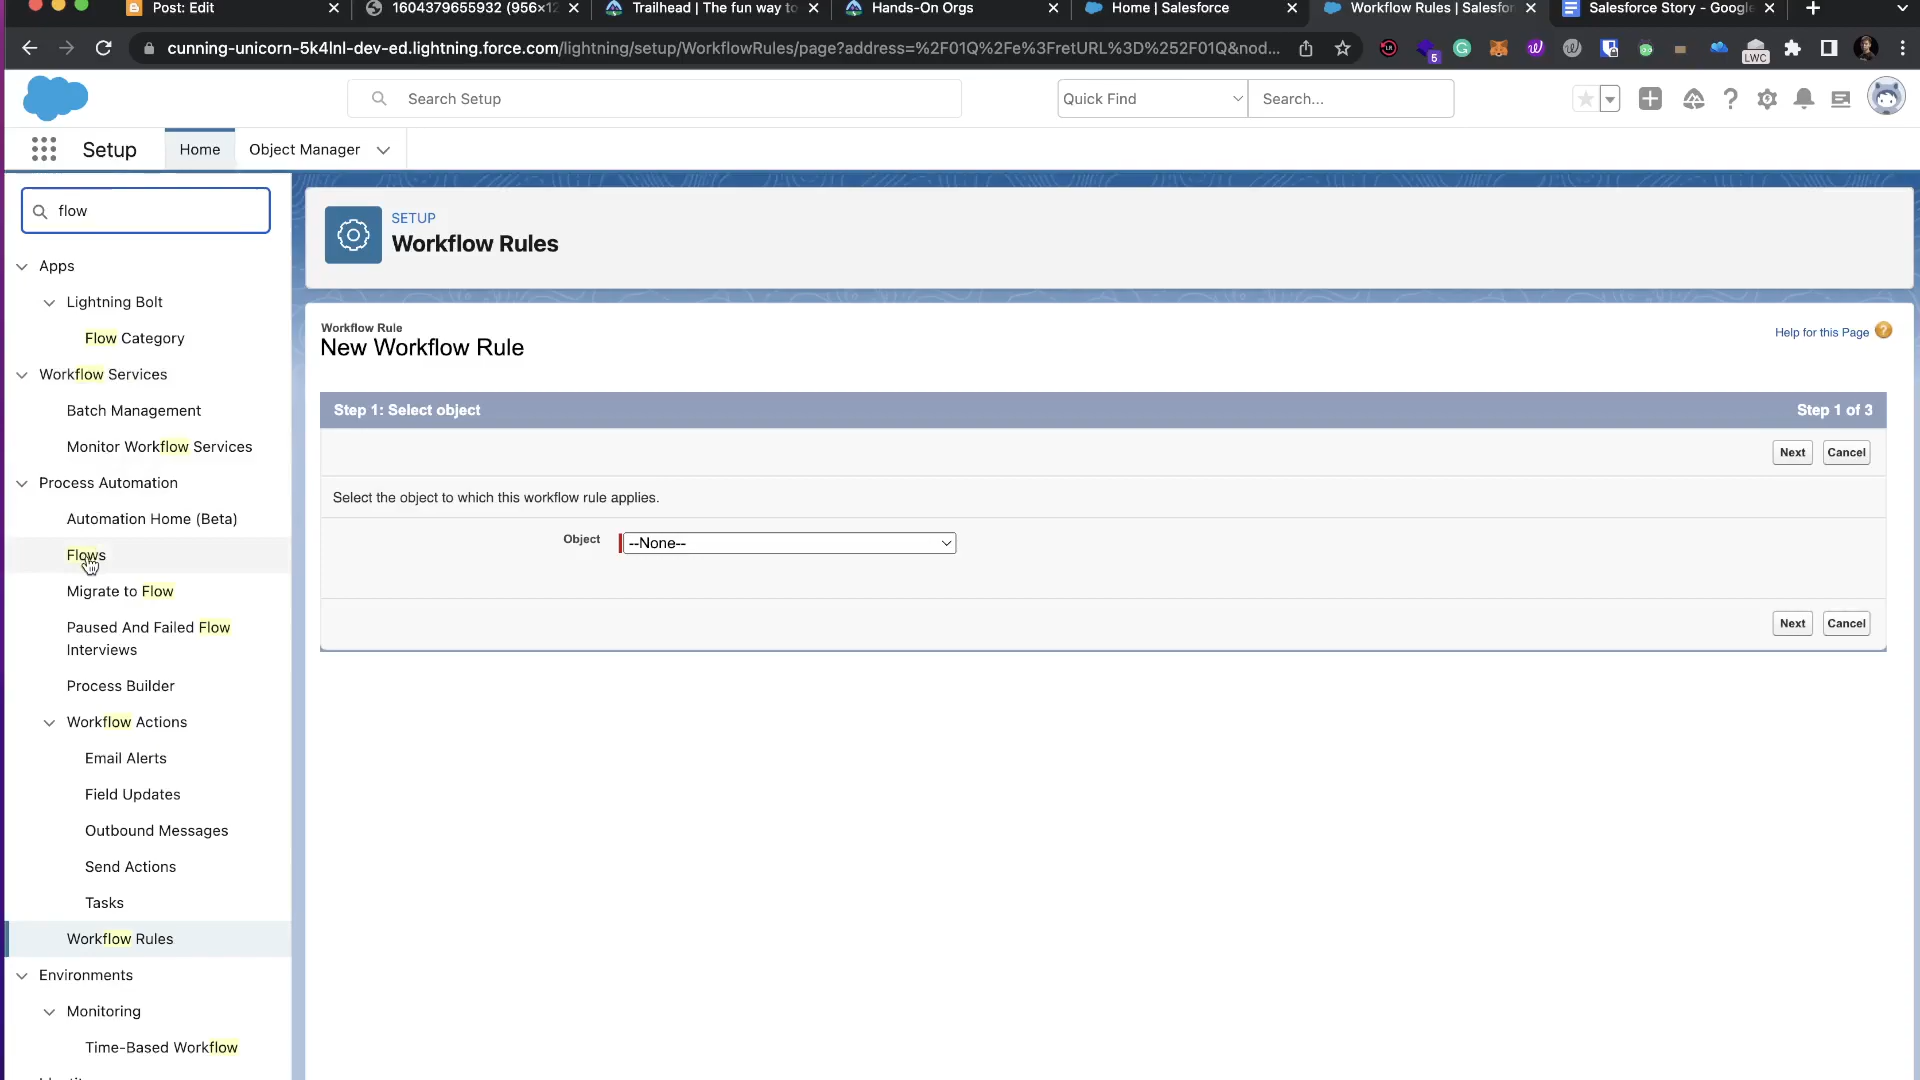 Post: Edit
1604379655932 (956×12
Trailhead | The fun way to
Hands-On Orgs
Home | Salesforce
Workflow Rules | Salesfor
Salesforce Story - Google
cunning-unicorn-5k4lnl-dev-ed.lightning.force.com/lightning/setup/WorkflowRules/page?address=%2F01Q%2Fe%3FretURL%3D%252F01Q&nod...
5
LWC
Search Setup
Quick Find
Search...
Setup
Home
Object Manager
flow
Apps
Lightning Bolt
Flow Category
Workflow Services
Batch Management
Monitor Workflow Services
Process Automation
Automation Home (Beta)
Flows
Migrate to Flow
Paused And Failed Flow
Interviews
Process Builder
Workflow Actions
Email Alerts
Field Updates
Outbound Messages
Send Actions
Tasks
Workflow Rules
Environments
Monitoring
Time-Based Workflow
SETUP
Workflow Rules
Workflow Rule
New Workflow Rule
Help for this Page
Step 1: Select object
Step 1 of 3
Next
Cancel
Select the object to which this workflow rule applies.
Object
--None--
Next
Cancel